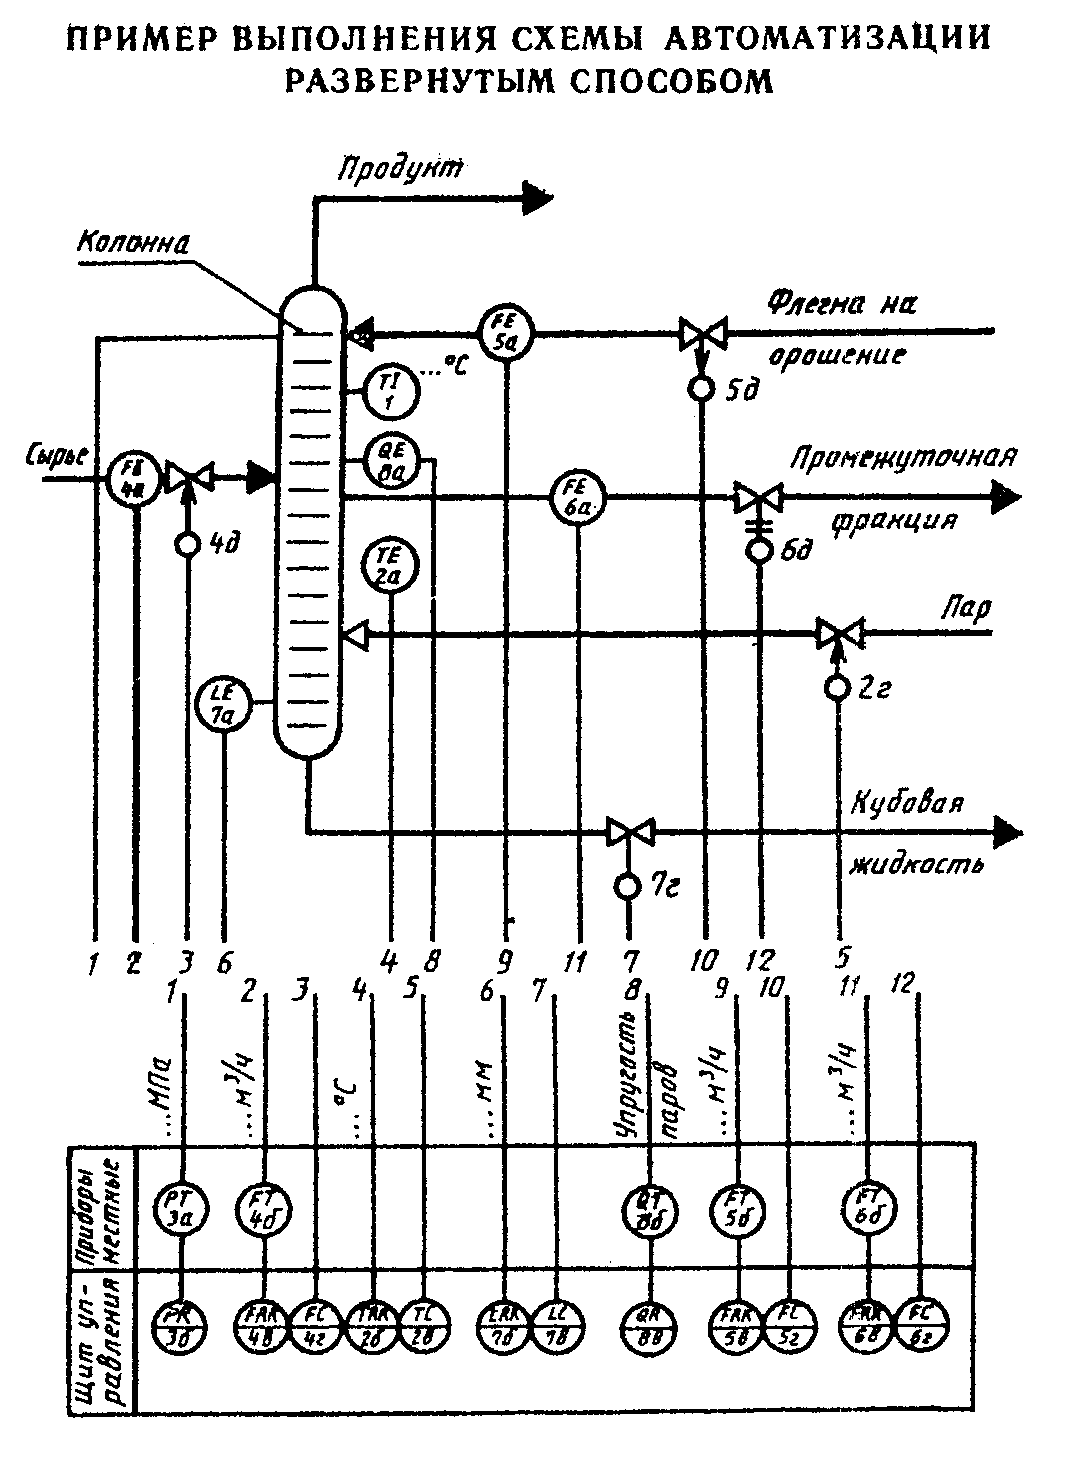 ПРИМЕР ВЫПОЛНЕНИЯ СХЕМЫ АВТОМАТИЗАЦИИ
РАЗВЕРНУТЫМ СПОСОБОМ
Продукт
Колонна
Флегма на
орошение
FE
5а
5д
TI
1
...°C
Сырье
FE
4а
4д
QE
8а
FE
6а
Промежуточная
фракция
6д
TE
2а
Пар
2г
LE
7а
Кубовая
жидкость
7г
1 2 3 6 4 8 9 11 7 10 12 5
1 2 3 4 5 6 7 8 9 10 11 12
...МПа
...м³/ч
...°C
...мм
Упругость
паров
...м³/ч
...м³/ч
Приборы
местные
PT
3а
FT
4б
QT
8б
FT
5б
FT
6б
Щит уп-
равления
PR
3б
FRK
4в
FC
4г
TRK
2б
TC
2в
LRK
7б
LC
7в
QR
8в
FRK
5в
FC
5г
FRK
6в
FC
6г